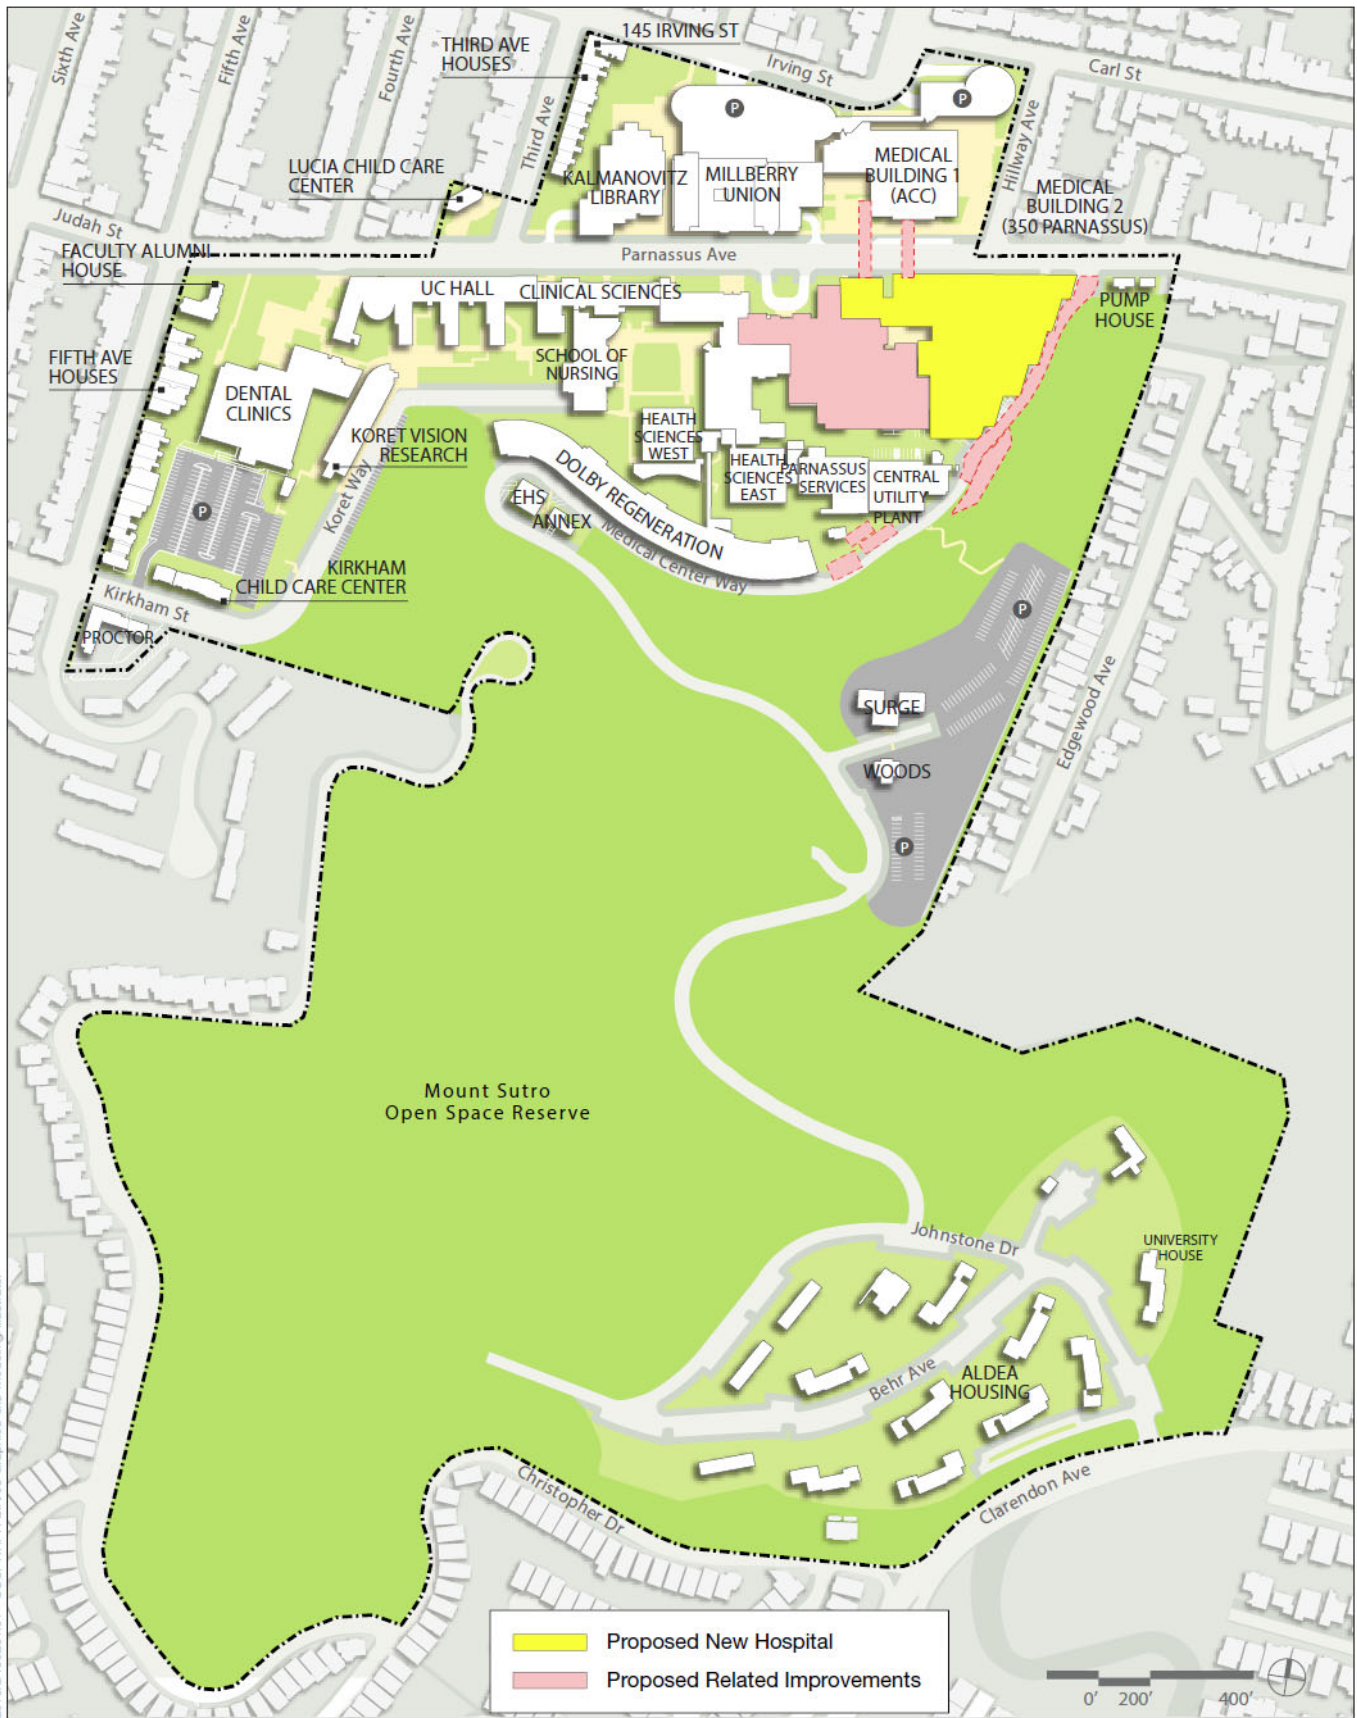 145 IRVING ST
THIRD AVE
HOUSES
Irving St
Carl St
Sixth Ave
Fifth Ave
Fourth Ave
Third Ave
Hillway Ave
P
P
LUCIA CHILD CARE
CENTER
KALMANOVITZ
LIBRARY
MILLBERRY
UNION
MEDICAL
BUILDING 1
(ACC)
MEDICAL
BUILDING 2
(350 PARNASSUS)
Judah St
FACULTY ALUMNI
HOUSE
Parnassus Ave
UC HALL
CLINICAL SCIENCES
PUMP
HOUSE
FIFTH AVE
HOUSES
SCHOOL OF
NURSING
DENTAL
CLINICS
KORET VISION
RESEARCH
HEALTH
SCIENCES
WEST
HEALTH
SCIENCES
EAST
PARNASSUS
SERVICES
CENTRAL
UTILITY
PLANT
DOLBY REGENERATION
EHS
ANNEX
Medical Center Way
Koret Way
P
KIRKHAM
CHILD CARE CENTER
Kirkham St
PROCTOR
P
SURGE
WOODS
Edgewood Ave
P
Mount Sutro
Open Space Reserve
Johnstone Dr
UNIVERSITY
HOUSE
Behr Ave
ALDEA
HOUSING
Christopher Dr
Clarendon Ave
Proposed New Hospital
Proposed Related Improvements
0'
200'
400'